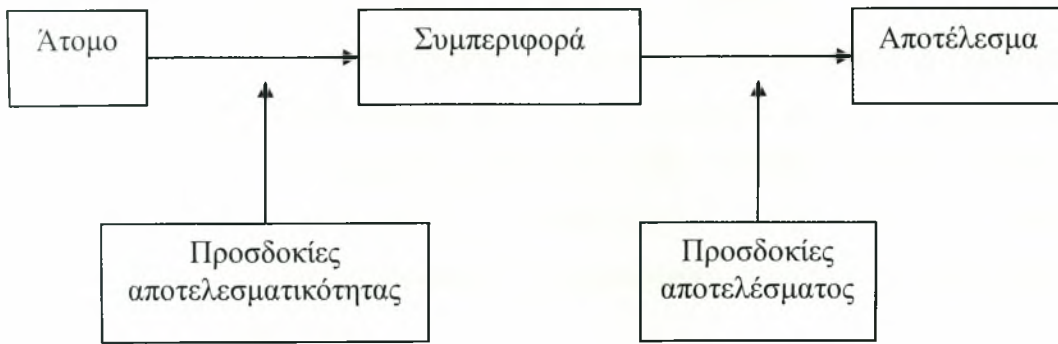 Άτομο
Συμπεριφορά
Αποτέλεσμα
Προσδοκίες
αποτελεσματικότητας
Προσδοκίες
αποτελέσματος